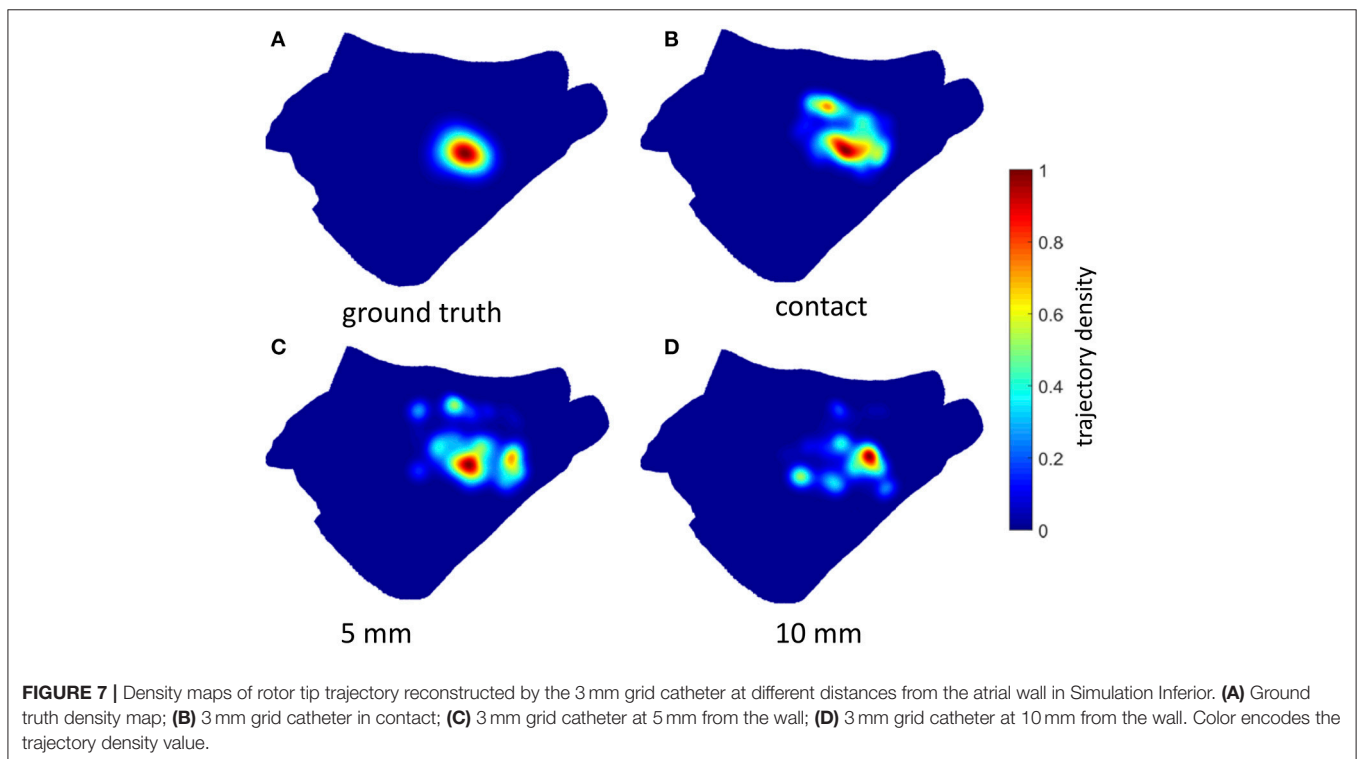 A
B
ground truth
contact
C
D
5 mm
10 mm
1
0.8
0.6
0.4
0.2
0
trajectory density
FIGURE 7 | Density maps of rotor tip trajectory reconstructed by the 3 mm grid catheter at different distances from the atrial wall in Simulation Inferior. (A) Ground
truth density map; (B) 3 mm grid catheter in contact; (C) 3 mm grid catheter at 5 mm from the wall; (D) 3 mm grid catheter at 10 mm from the wall. Color encodes the
trajectory density value.